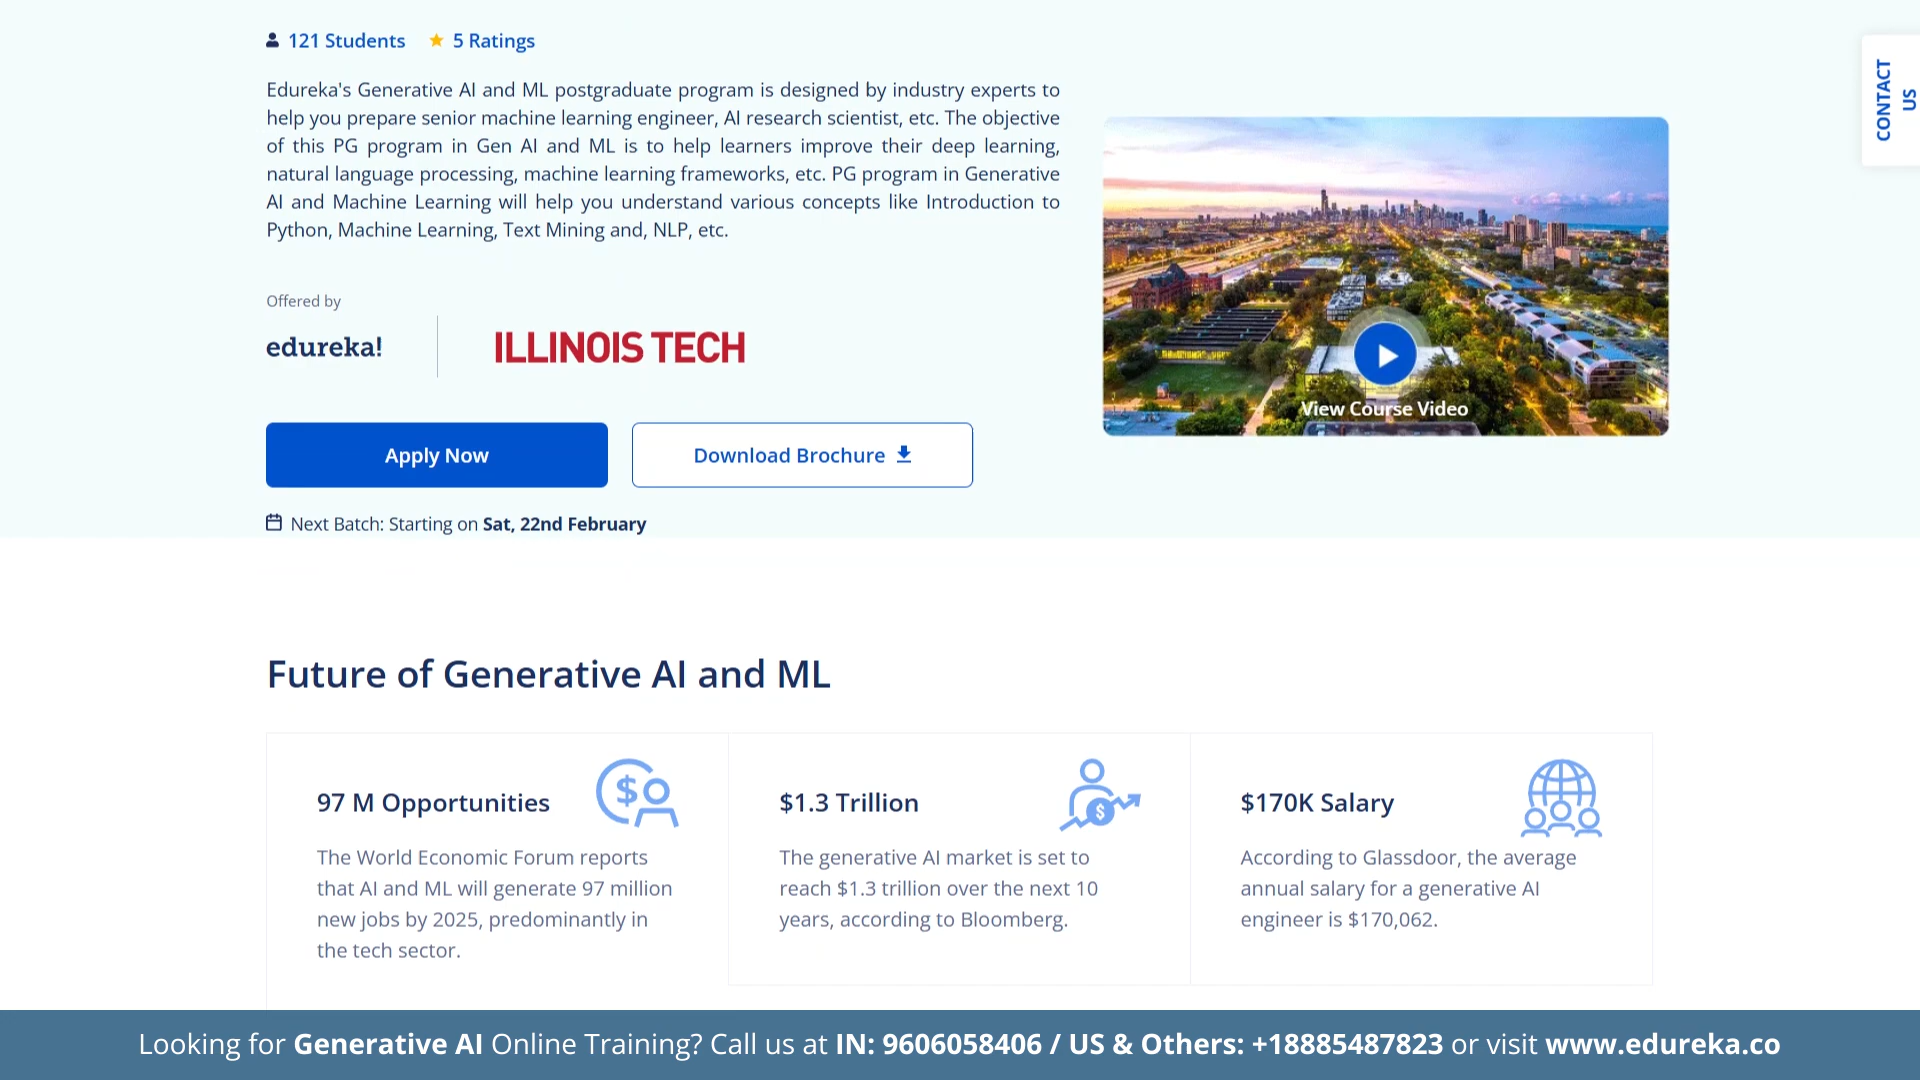 121 Students 5 Ratings
CONTACT
US
Edureka's Generative AI and ML postgraduate program is designed by industry experts to
help you prepare senior machine learning engineer, AI research scientist, etc. The objective
of this PG program in Gen AI and ML is to help learners improve their deep learning,
natural language processing, machine learning frameworks, etc. PG program in Generative
AI and Machine Learning will help you understand various concepts like Introduction to
Python, Machine Learning, Text Mining and, NLP, etc.
Offered by
edureka!
ILLINOIS TECH
View Course Video
Apply Now
Download Brochure
Next Batch: Starting on Sat, 22nd February
Future of Generative AI and ML
97 M Opportunities
The World Economic Forum reports
that AI and ML will generate 97 million
new jobs by 2025, predominantly in
the tech sector.
$1.3 Trillion
The generative AI market is set to
reach $1.3 trillion over the next 10
years, according to Bloomberg.
$170K Salary
According to Glassdoor, the average
annual salary for a generative AI
engineer is $170,062.
Looking for Generative AI Online Training? Call us at IN: 9606058406 / US & Others: +18885487823 or visit www.edureka.co